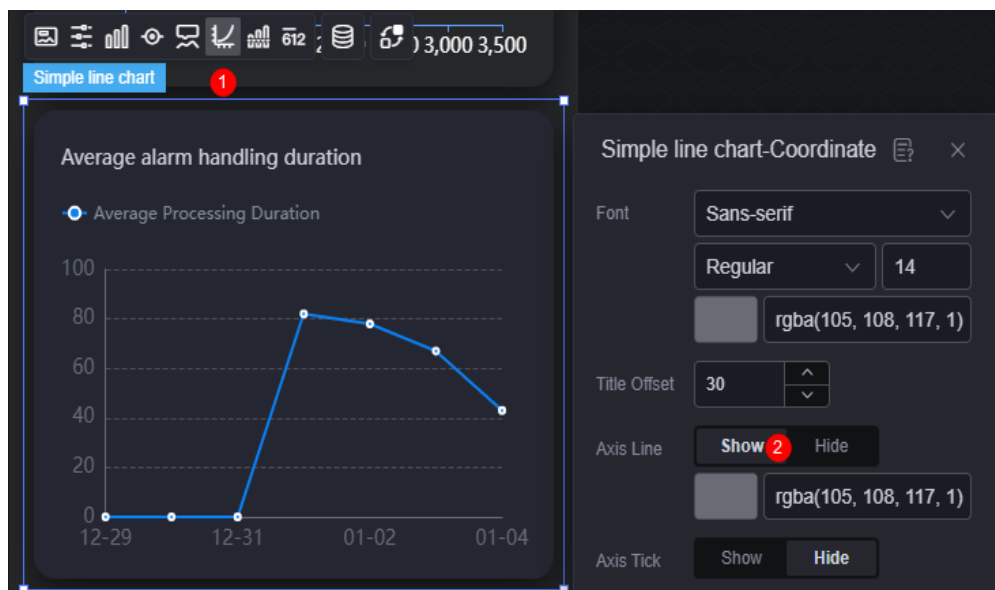 612
3,000 3,500
Simple line chart
1
Average alarm handling duration
Average Processing Duration
100
80
60
40
20
0
12-29 12-31 01-02 01-04
Simple line chart-Coordinate
Font Sans-serif
Regular 14
rgba(105, 108, 117, 1)
Title Offset 30
Axis Line Show 2 Hide
rgba(105, 108, 117, 1)
Axis Tick Show Hide